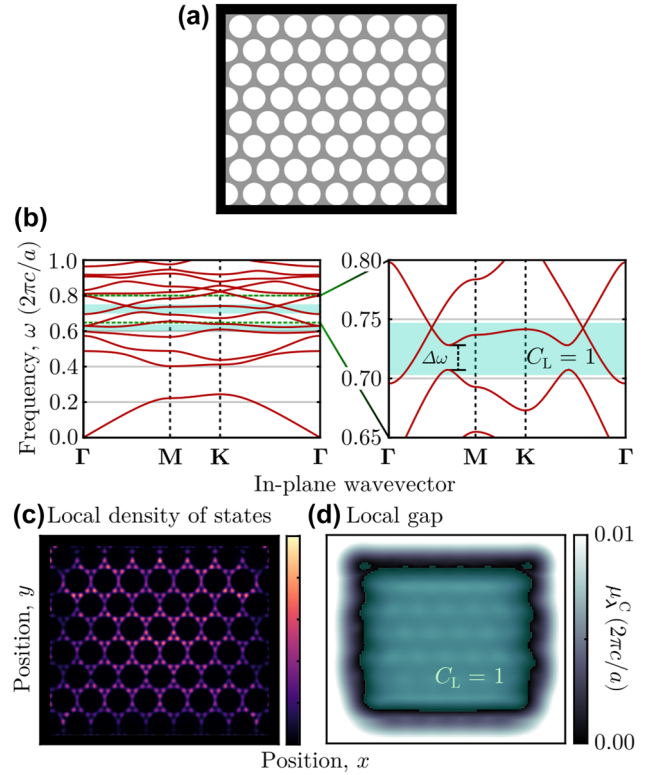 (a)
(b)
Frequency, ω (2πc/a)
1.0
0.8
0.6
0.4
0.2
0.0
Γ M K Γ
0.80
0.75
0.70
0.65
Δω
C_L = 1
Γ M K Γ
In-plane wavevector
(c) Local density of states
(d) Local gap
Position, y
C_L = 1
0.01
μ_λ^C (2πc/a)
0.00
Position, x